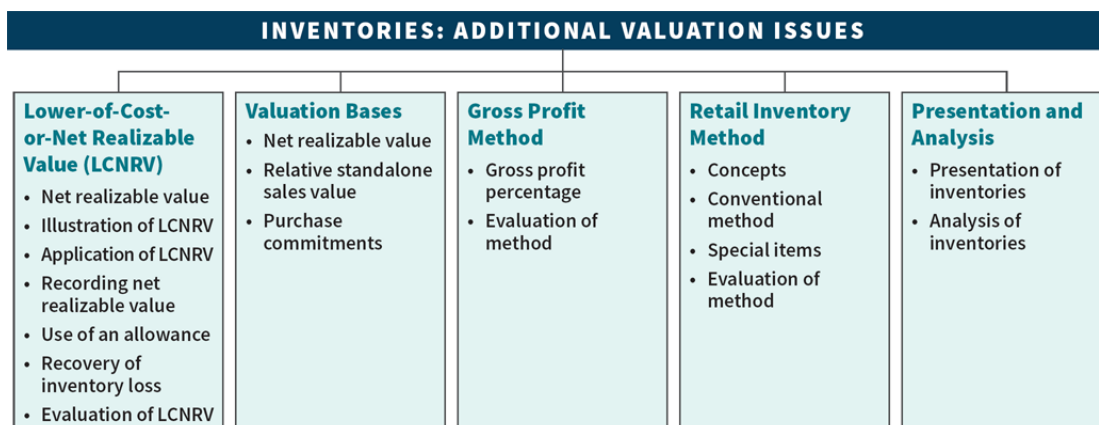 INVENTORIES: ADDITIONAL VALUATION ISSUES
Lower-of-Cost-
or-Net Realizable
Value (LCNRV)
• Net realizable value
• Illustration of LCNRV
• Application of LCNRV
• Recording net
realizable value
• Use of an allowance
• Recovery of
inventory loss
• Evaluation of LCNRV
Valuation Bases
• Net realizable value
• Relative standalone
sales value
• Purchase
commitments
Gross Profit
Method
• Gross profit
percentage
• Evaluation of
method
Retail Inventory
Method
• Concepts
• Conventional
method
• Special items
• Evaluation of
method
Presentation and
Analysis
• Presentation of
inventories
• Analysis of
inventories